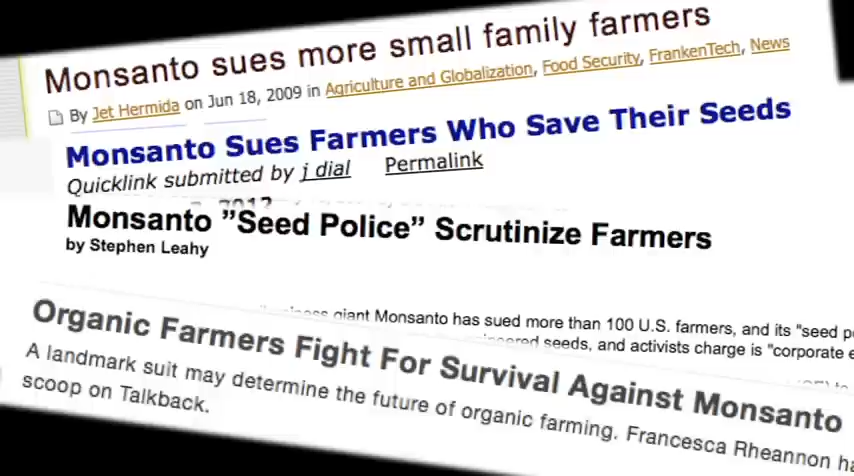 Monsanto sues more small family farmers
By Jet Hermida on Jun 18, 2009 in Agriculture and Globalization, Food Security, FrankenTech, News
Monsanto Sues Farmers Who Save Their Seeds
Quicklink submitted by j dial Permalink
2012
Monsanto ”Seed Police” Scrutinize Farmers
by Stephen Leahy
giant Monsanto has sued more than 100 U.S. farmers, and its "seed
seeds, and activists charge is "corporate
Organic Farmers Fight For Survival Against Monsanto
A landmark suit may determine the future of organic farming. Francesca Rheannon
scoop on Talkback.